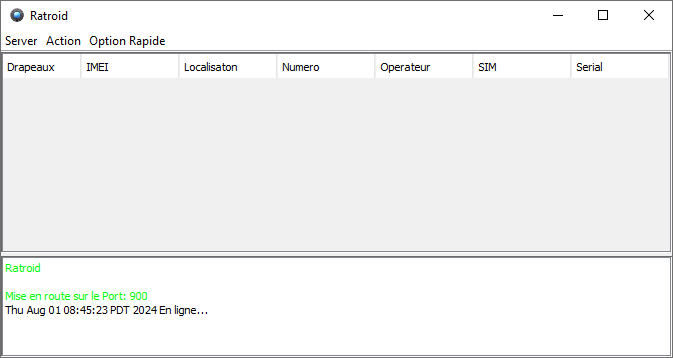 Ratroid
Server Action Option Rapide
Drapeaux IMEI Localisaton Numero Operateur SIM Serial
Ratroid
Mise en route sur le Port: 900
Thu Aug 01 08:45:23 PDT 2024 En ligne...